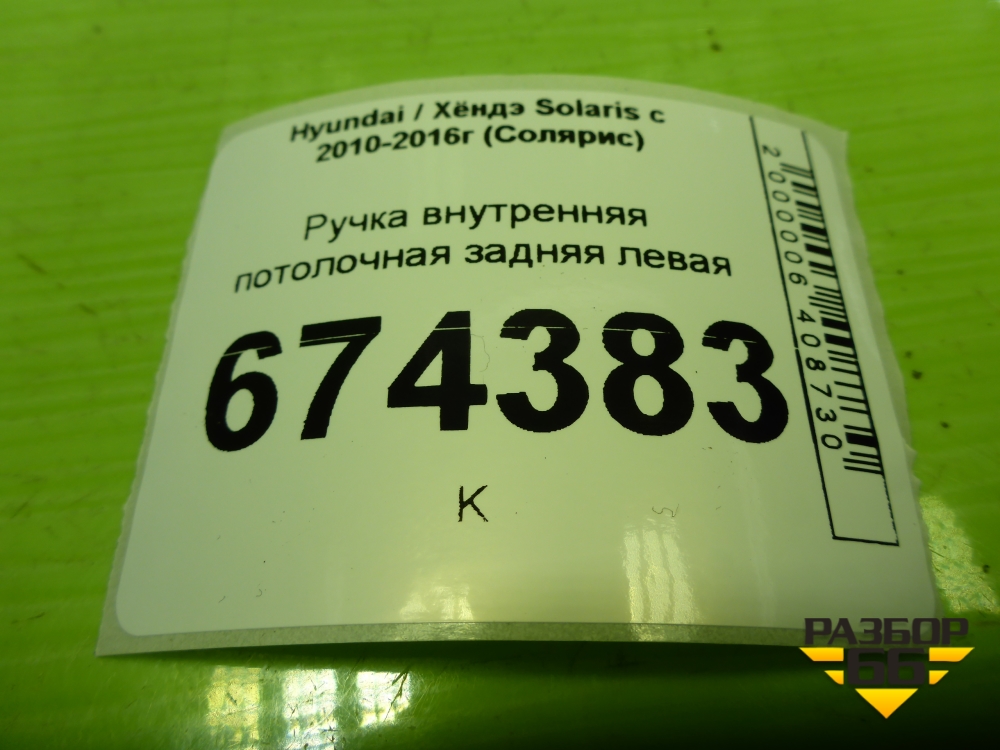 Hyundai / Хёндэ Solaris с
2010-2016г (Солярис)
Ручка внутренняя
потолочная задняя левая
674383
К
2000006408730
РАЗБОР
66